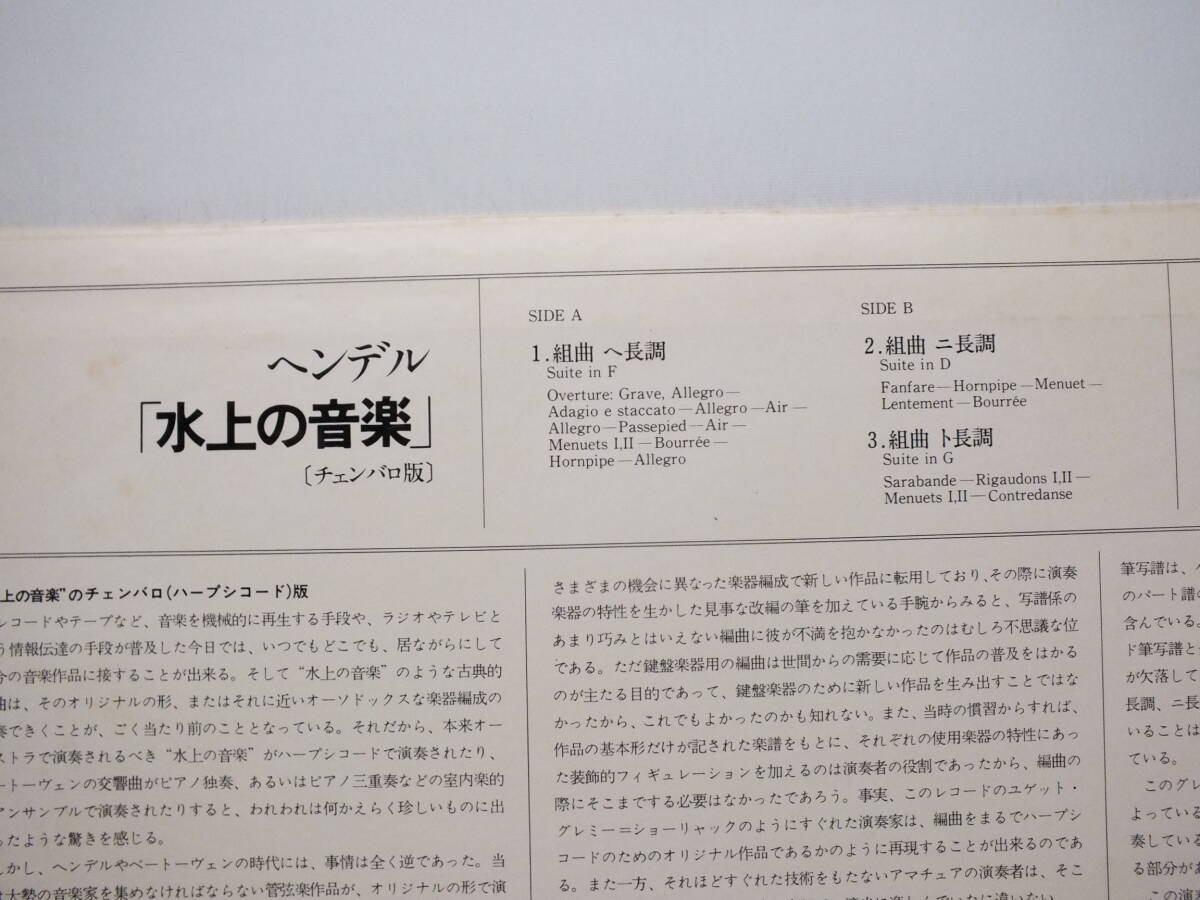 ヘンデル
「水上の音楽」
〔チェンバロ版〕
SIDE A
1.組曲 ヘ長調
Suite in F
Overture: Grave, Allegro—
Adagio e staccato—Allegro—Air—
Allegro—Passepied—Air—
Menuets I,II—Bourrée—
Hornpipe—Allegro
SIDE B
2.組曲 ニ長調
Suite in D
Fanfare—Hornpipe—Menuet—
Lentement—Bourrée
3.組曲 ト長調
Suite in G
Sarabande—Rigaudons I,II—
Menuets I,II—Contredanse
上の音楽"のチェンバロ(ハープシコード)版
レコードやテープなど、音楽を機械的に再生する手段や、ラジオやテレビと
う情報伝達の手段が普及した今日では、いつでもどこでも、居ながらにして
分の音楽作品に接することが出来る。そして"水上の音楽"のような古典的
曲は、そのオリジナルの形、またはそれに近いオーソドックスな楽器編成の
奏できくことが、ごく当たり前のこととなっている。それだから、本来オー
ストラで演奏されるべき "水上の音楽"がハープシコードで演奏されたり、
ートーヴェンの交響曲がピアノ独奏、あるいはピアノ三重奏などの室内楽的
アンサンブルで演奏されたりすると、われわれは何かえらく珍しいものに出
ったような驚きを感じる。
しかし、ヘンデルやベートーヴェンの時代には、事情は全く逆であった。当
は大勢の音楽家を集めなければならない管弦楽作品が、オリジナルの形で演
さまざまの機会に異なった楽器編成で新しい作品に転用しており、その際に演奏
楽器の特性を生かした見事な改編の筆を加えている手腕からみると、写譜係の
あまり巧みとはいえない編曲に彼が不満を抱かなかったのはむしろ不思議な位
である。ただ鍵盤楽器用の編曲は世間からの需要に応じて作品の普及をはかる
のが主たる目的であって、鍵盤楽器のために新しい作品を生み出すことではな
かったから、これでもよかったのかも知れない。また、当時の慣習からすれば、
作品の基本形だけが記された楽譜をもとに、それぞれの使用楽器の特性にあっ
た装飾的フィギュレーションを加えるのは演奏者の役割であったから、編曲の
際にそこまでする必要はなかったであろう。事実、このレコードのユゲット・
グレミー=ショーリャックのようにすぐれた演奏家は、編曲をまるでハープシ
コードのためのオリジナル作品であるかのように再現することが出来るのであ
る。また一方、それほどすぐれた技術をもたないアマチュアの演奏者は、そこ
筆写譜は、
のパート譜の
含んでいる。
ド筆写譜と
が欠落して
長調、ニ長
いることは
ている。
このグレ
よっている
奏している
る部分があ
この演